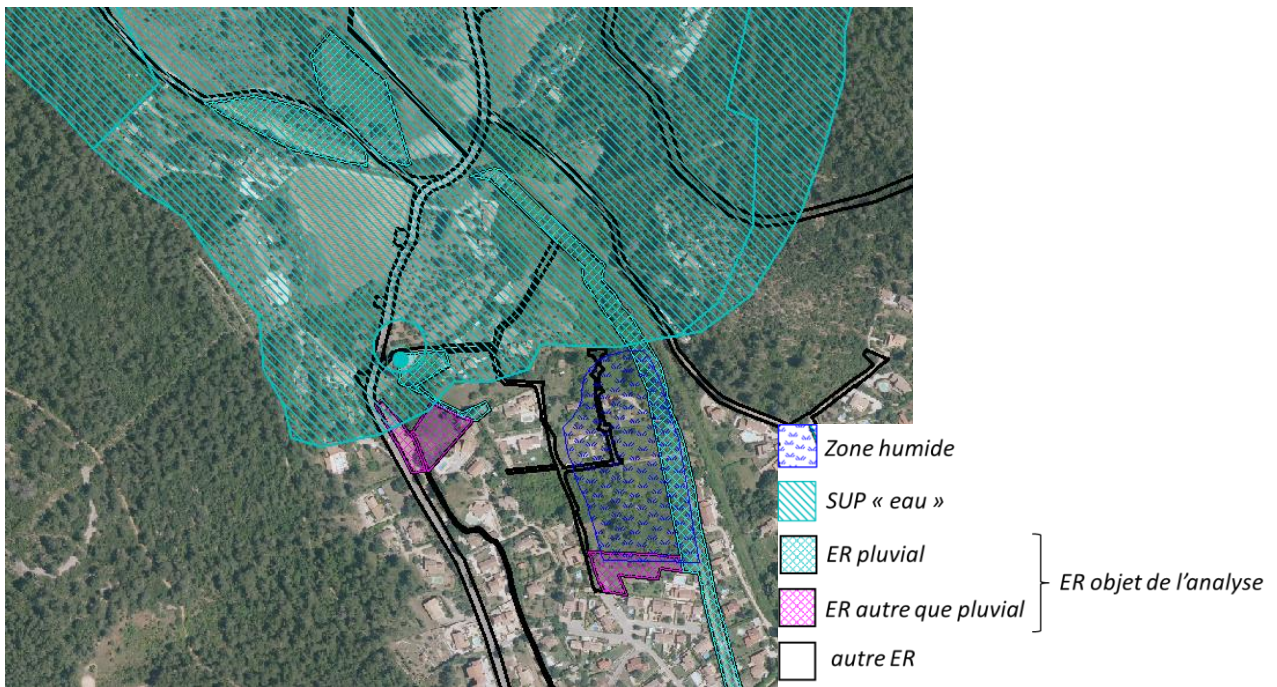 Zone humide
SUP « eau »
ER pluvial
ER objet de l'analyse
ER autre que pluvial
autre ER